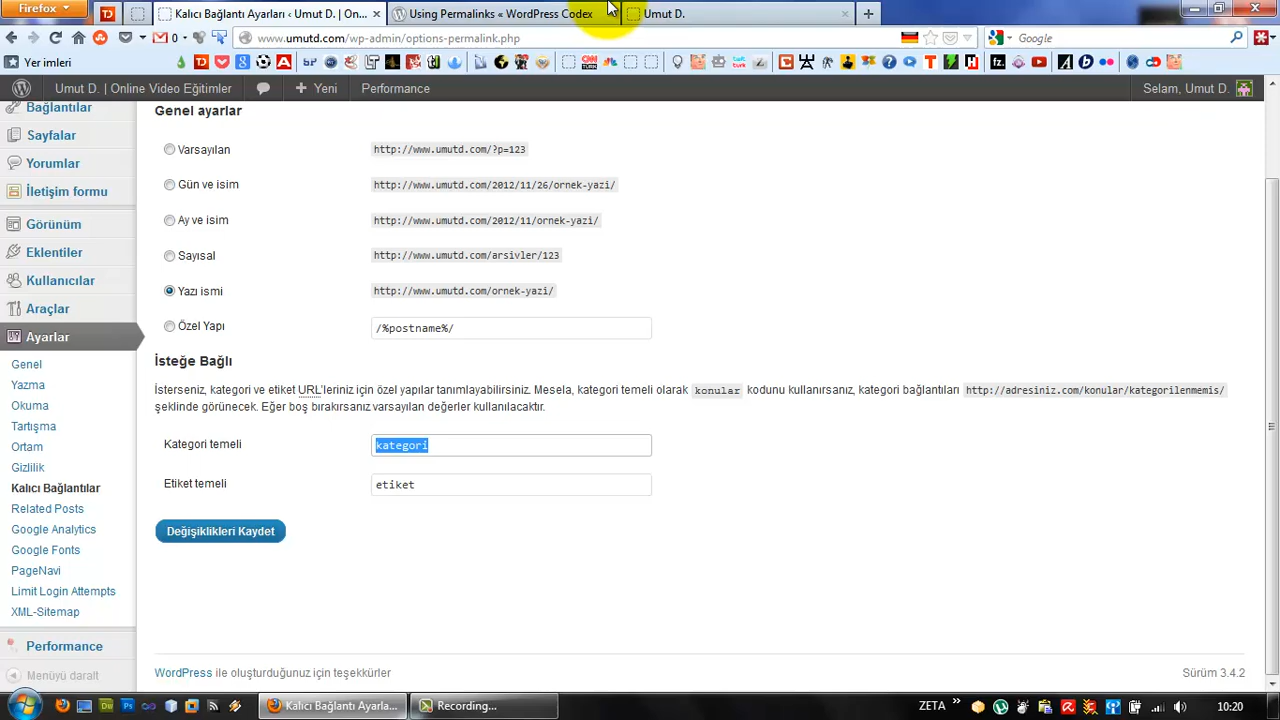 Firefox
Kalıcı Bağlantı Ayarları ‹ Umut D. | On...
Using Permalinks « WordPress Codex
Umut D.
0
www.umutd.com/wp-admin/options-permalink.php
Google
Yer imleri
Umut D. | Online Video Eğitimler
Yeni
Performance
Selam, Umut D.
Bağlantılar
Sayfalar
Yorumlar
İletişim formu
Görünüm
Eklentiler
Kullanıcılar
Araçlar
Ayarlar
Genel
Yazma
Okuma
Tartışma
Ortam
Gizlilik
Kalıcı Bağlantılar
Related Posts
Google Analytics
Google Fonts
PageNavi
Limit Login Attempts
XML-Sitemap
Performance
Menüyü daralt
Genel ayarlar
Varsayılan http://www.umutd.com/?p=123
Gün ve isim http://www.umutd.com/2012/11/26/ornek-yazi/
Ay ve isim http://www.umutd.com/2012/11/ornek-yazi/
Sayısal http://www.umutd.com/arsivler/123
Yazı ismi http://www.umutd.com/ornek-yazi/
Özel Yapı /%postname%/
İsteğe Bağlı
İsterseniz, kategori ve etiket URL'leriniz için özel yapılar tanımlayabilirsiniz. Mesela, kategori temeli olarak konular kodunu kullanırsanız, kategori bağlantıları http://adresiniz.com/konular/kategorilenmemis/
şeklinde görünecek. Eğer boş bırakırsanız varsayılan değerler kullanılacaktır.
Kategori temeli kategori
Etiket temeli etiket
Değişiklikleri Kaydet
WordPress ile oluşturduğunuz için teşekkürler
Sürüm 3.4.2
Kalıcı Bağlantı Ayarla...
Recording...
ZETA
10:20